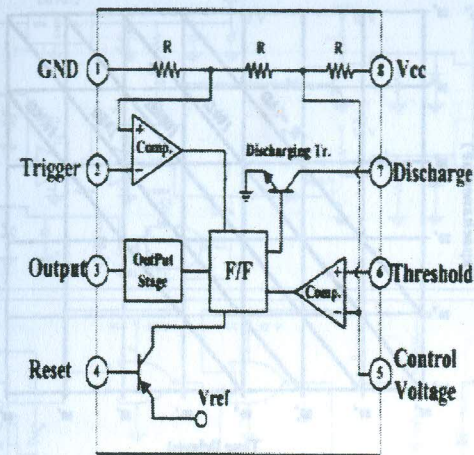 R R R
GND 1 8 Vcc
+
Comp.
−
Trigger 2
Discharging Tr.
7 Discharge
Output 3
OutPut
Stage
F/F
+
Comp.
−
6 Threshold
Reset 4
Vref
5 Control
Voltage